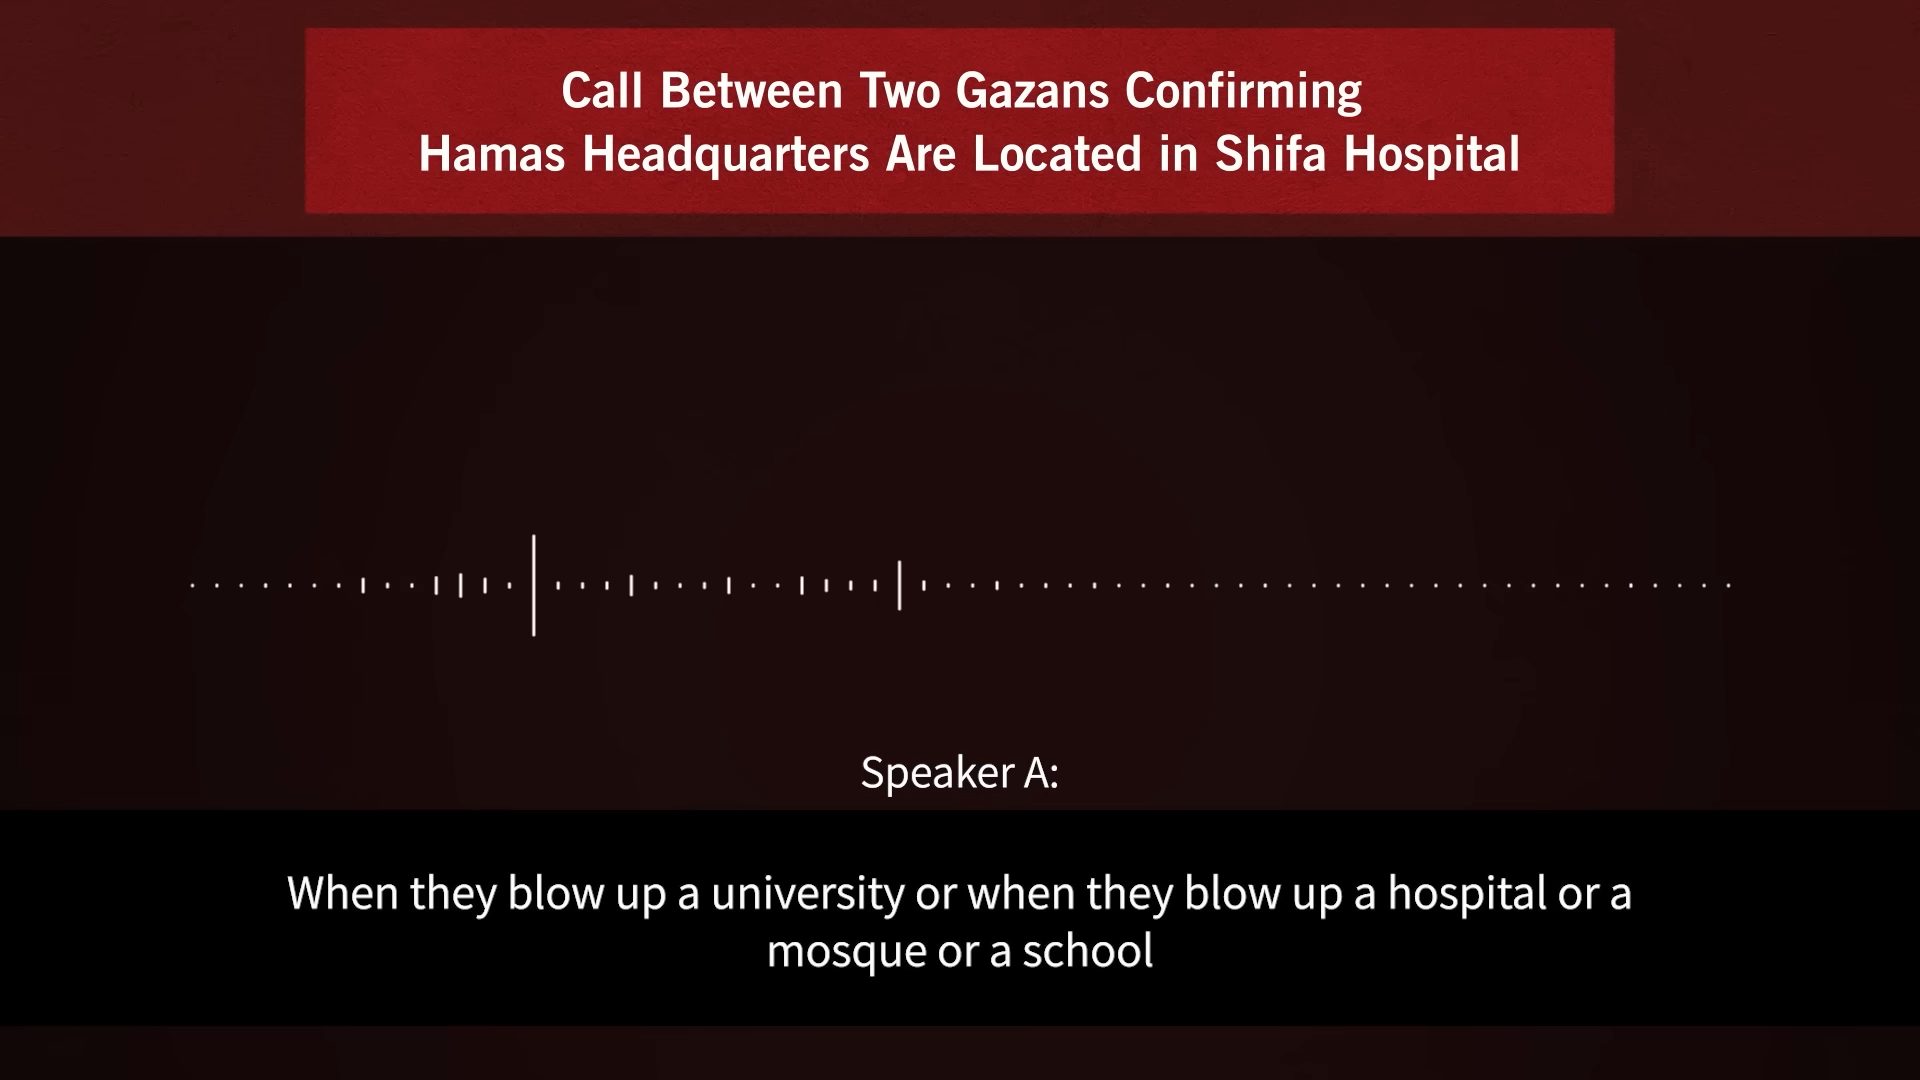 Call Between Two Gazans Confirming
Hamas Headquarters Are Located in Shifa Hospital
Speaker A:
When they blow up a university or when they blow up a hospital or a
mosque or a school